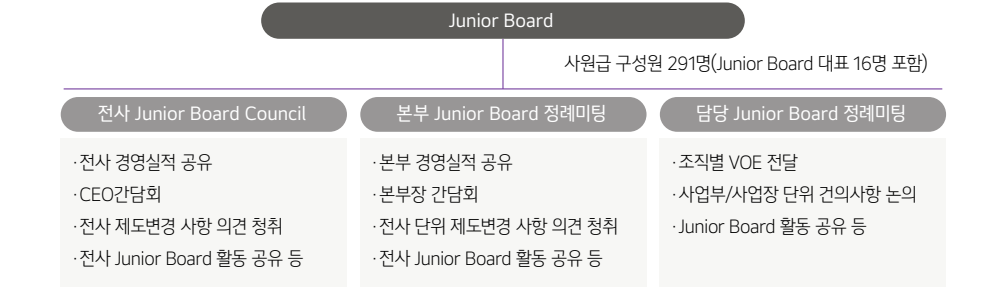 Junior Board
사원급 구성원 291명(Junior Board 대표 16명 포함)
전사 Junior Board Council
·전사 경영실적 공유
·CEO간담회
·전사 제도변경 사항 의견 청취
·전사 Junior Board 활동 공유 등
본부 Junior Board 정례미팅
·본부 경영실적 공유
·본부장 간담회
·전사 단위 제도변경 사항 의견 청취
·전사 Junior Board 활동 공유 등
담당 Junior Board 정례미팅
·조직별 VOE 전달
·사업부/사업장 단위 건의사항 논의
·Junior Board 활동 공유 등